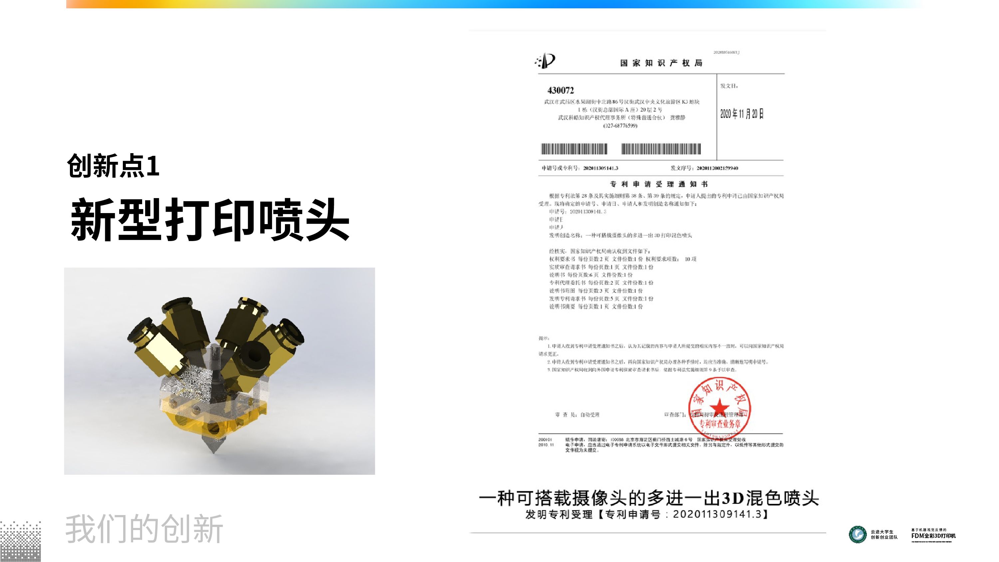 创新点1
新型打印喷头
我们的创新
国家知识产权局
430072
武汉市武昌区水果湖街中北路86号汉街武汉中央文化旅游区K3地块
1栋（汉街总部国际A座）20层2号
武汉科皓知识产权代理事务所（特殊普通合伙） 龚雅静
(027-68776599)
发文日：
2020年11月20日
申请号或专利号：202011309141.3
发文序号：2020112002159940
专利申请受理通知书
根据专利法第28条及其实施细则第38条、第39条的规定，申请人提出的专利申请已由国家知识产权局
受理。现将确定的申请号、申请日、申请人和发明创造名称通知如下：
申请号：202011309141.3
申请
申请
发明创造名称：一种可搭载摄像头的多进一出3D打印混色喷头
经核实，国家知识产权局确认收到文件如下：
权利要求书 每份页数:2 页 文件份数:1 份 权利要求项数： 10 项
实质审查请求书 每份页数:1 页 文件份数:1 份
说明书 每份页数:6 页 文件份数:1 份
专利代理委托书 每份页数:2 页 文件份数:1 份
说明书附图 每份页数:3 页 文件份数:1 份
发明专利请求书 每份页数:5 页 文件份数:1 份
说明书摘要 每份页数:1 页 文件份数:1 份
提示：
1.申请人收到专利申请受理通知书之后，认为其记载的内容与申请人所提交的相应内容不一致时，可以向国家知识产权局
请求更正。
2.申请人收到专利申请受理通知书之后，再向国家知识产权局办理各种手续时，均应当准确、清晰地写明申请号。
3.国家知识产权局收到向外国申请专利保密审查请求书后，依据专利法实施细则第9条予以审查。
审 查 员：自动受理
审查部门：
国家知识产权局
专利审查业务章
200101 纸件申请，回函请寄：100088 北京市海淀区蓟门桥西土城路6号 国家知识产权局受理处收
2019.11 电子申请，应当通过电子专利申请系统以电子文件形式提交相关文件。除另有规定外，以纸件等其他形式提交的
文件视为未提交。
一种可搭载摄像头的多进一出3D混色喷头
发明专利受理【专利申请号：202011309141.3】
云迹大学生
创新创业团队
基于机器视觉反馈的
FDM全彩3D打印机